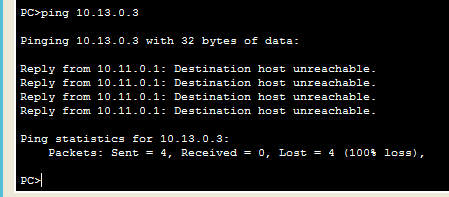 PC>ping 10.13.0.3
Pinging 10.13.0.3 with 32 bytes of data:
Reply from 10.11.0.1: Destination host unreachable.
Reply from 10.11.0.1: Destination host unreachable.
Reply from 10.11.0.1: Destination host unreachable.
Reply from 10.11.0.1: Destination host unreachable.
Ping statistics for 10.13.0.3:
Packets: Sent = 4, Received = 0, Lost = 4 (100% loss),
PC>